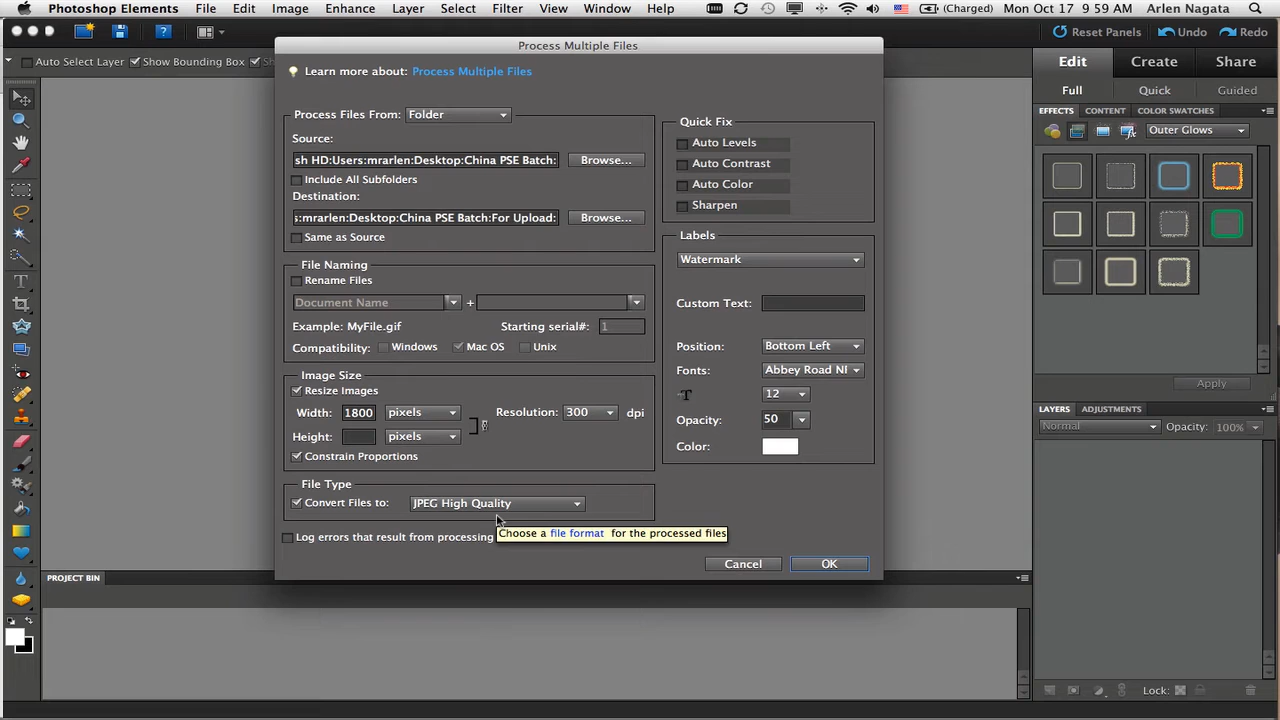 Photoshop Elements File Edit Image Enhance Layer Select Filter View Window Help (Charged) Mon Oct 17 9:59 AM Arlen Nagata
Reset Panels Undo Redo
Auto Select Layer Show Bounding Box
Edit Create Share
Full Quick Guided
EFFECTS CONTENT COLOR SWATCHES
Outer Glows
Apply
LAYERS ADJUSTMENTS
Normal Opacity: 100%
Lock:
Process Multiple Files
Learn more about: Process Multiple Files
Process Files From: Folder
Source:
sh HD:Users:mrarlen:Desktop:China PSE Batch: Browse...
Include All Subfolders
Destination:
s:mrarlen:Desktop:China PSE Batch:For Upload: Browse...
Same as Source
File Naming
Rename Files
Document Name +
Example: MyFile.gif Starting serial#: 1
Compatibility: Windows Mac OS Unix
Image Size
Resize Images
Width: 1800 pixels Resolution: 300 dpi
Height: pixels
Constrain Proportions
File Type
Convert Files to: JPEG High Quality
Choose a file format for the processed files
Log errors that result from processing
Quick Fix
Auto Levels
Auto Contrast
Auto Color
Sharpen
Labels
Watermark
Custom Text:
Position: Bottom Left
Fonts: Abbey Road NF
T 12
Opacity: 50
Color:
Cancel OK
PROJECT BIN